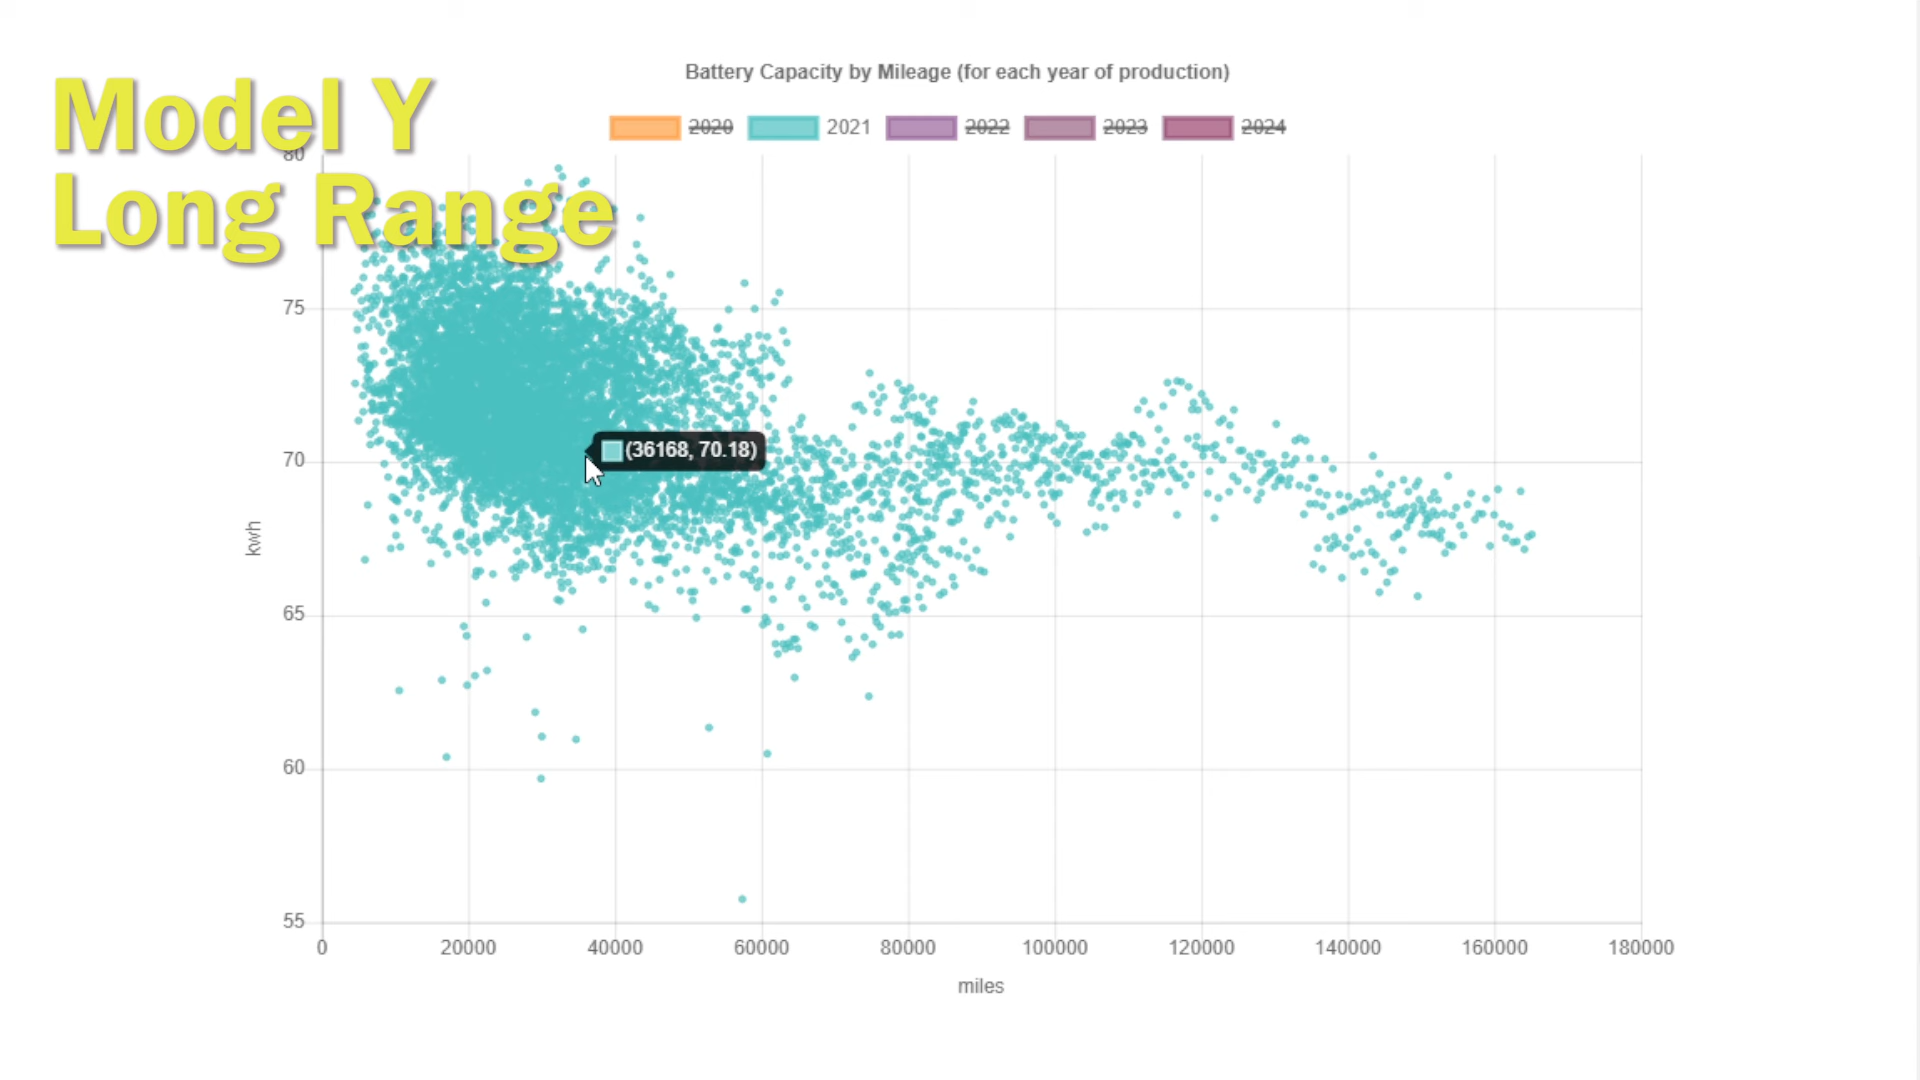 Model Y
Long Range
Battery Capacity by Mileage (for each year of production)
2020 2021 2022 2023 2024
80
75
70
65
60
55
kwh
(36168, 70.18)
0 20000 40000 60000 80000 100000 120000 140000 160000 180000
miles